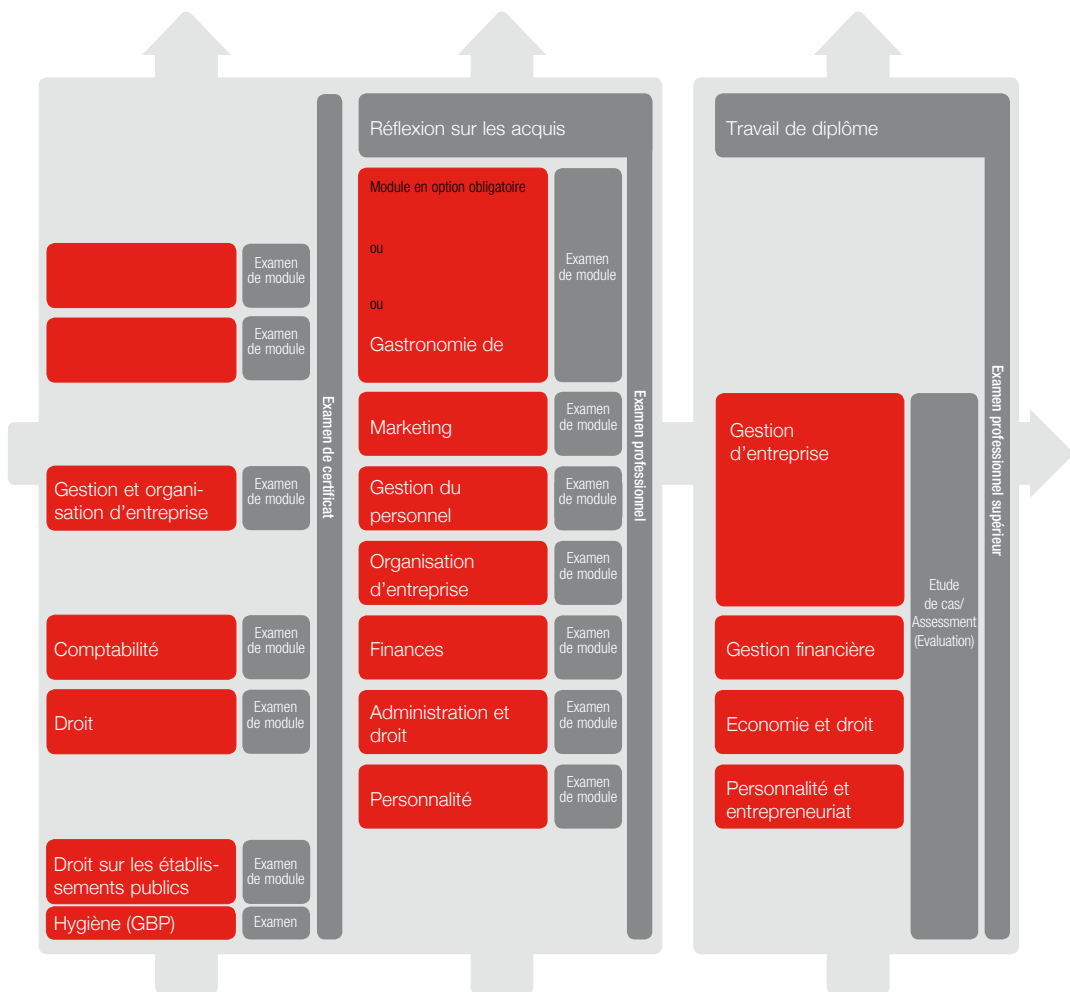 Examen
de module
Examen
de module
Gestion et organi-
sation d'entreprise
Examen
de module
Comptabilité
Examen
de module
Droit
Examen
de module
Droit sur les établis-
sements publics
Examen
de module
Hygiène (GBP)
Examen
Examen de certificat
Réflexion sur les acquis
Module en option obligatoire
ou
ou
Gastronomie de
Examen
de module
Marketing
Examen
de module
Gestion du
personnel
Examen
de module
Organisation
d'entreprise
Examen
de module
Finances
Examen
de module
Administration et
droit
Examen
de module
Personnalité
Examen
de module
Examen professionnel
Travail de diplôme
Gestion
d'entreprise
Gestion financière
Economie et droit
Personnalité et
entrepreneuriat
Etude
de cas/
Assessment
(Evaluation)
Examen professionnel supérieur